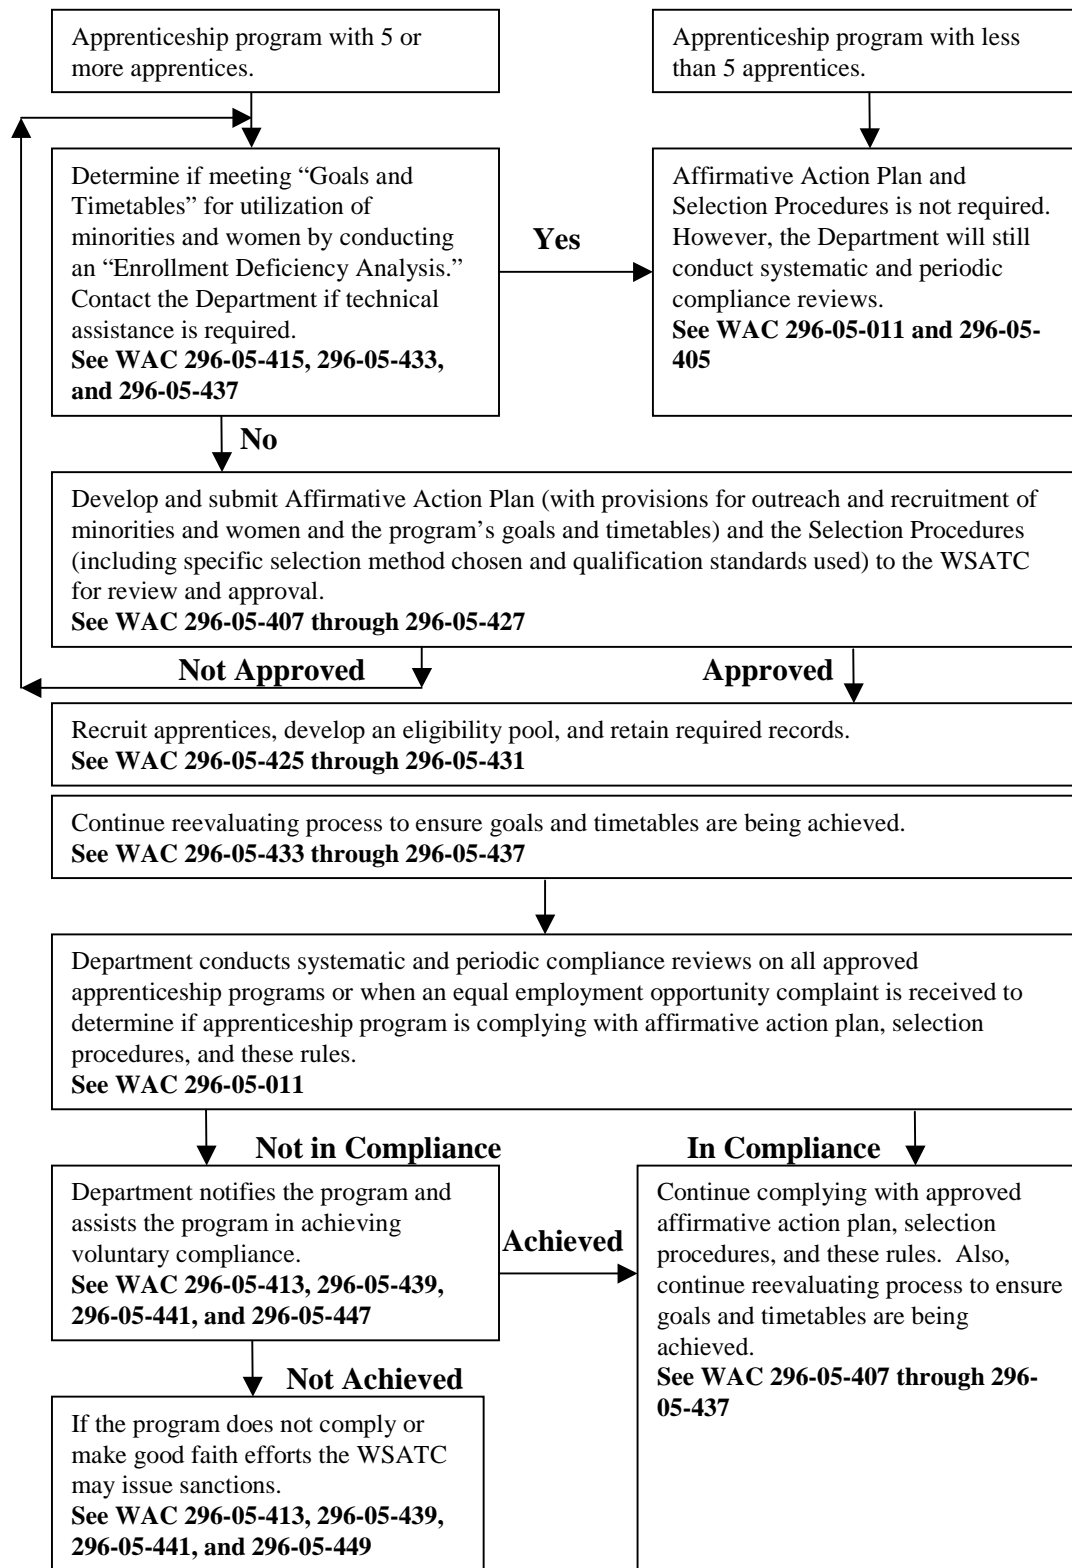 Apprenticeship program with 5 or
more apprentices.
Apprenticeship program with less
than 5 apprentices.
Determine if meeting “Goals and
Timetables” for utilization of
minorities and women by conducting
an “Enrollment Deficiency Analysis.”
Contact the Department if technical
assistance is required.
See WAC 296-05-415, 296-05-433,
and 296-05-437
Yes
Affirmative Action Plan and
Selection Procedures is not required.
However, the Department will still
conduct systematic and periodic
compliance reviews.
See WAC 296-05-011 and 296-05-
405
No
Develop and submit Affirmative Action Plan (with provisions for outreach and recruitment of
minorities and women and the program’s goals and timetables) and the Selection Procedures
(including specific selection method chosen and qualification standards used) to the WSATC
for review and approval.
See WAC 296-05-407 through 296-05-427
Not Approved
Approved
Recruit apprentices, develop an eligibility pool, and retain required records.
See WAC 296-05-425 through 296-05-431
Continue reevaluating process to ensure goals and timetables are being achieved.
See WAC 296-05-433 through 296-05-437
Department conducts systematic and periodic compliance reviews on all approved
apprenticeship programs or when an equal employment opportunity complaint is received to
determine if apprenticeship program is complying with affirmative action plan, selection
procedures, and these rules.
See WAC 296-05-011
Not in Compliance
In Compliance
Department notifies the program and
assists the program in achieving
voluntary compliance.
See WAC 296-05-413, 296-05-439,
296-05-441, and 296-05-447
Achieved
Continue complying with approved
affirmative action plan, selection
procedures, and these rules.  Also,
continue reevaluating process to ensure
goals and timetables are being
achieved.
See WAC 296-05-407 through 296-
05-437
Not Achieved
If the program does not comply or
make good faith efforts the WSATC
may issue sanctions.
See WAC 296-05-413, 296-05-439,
296-05-441, and 296-05-449